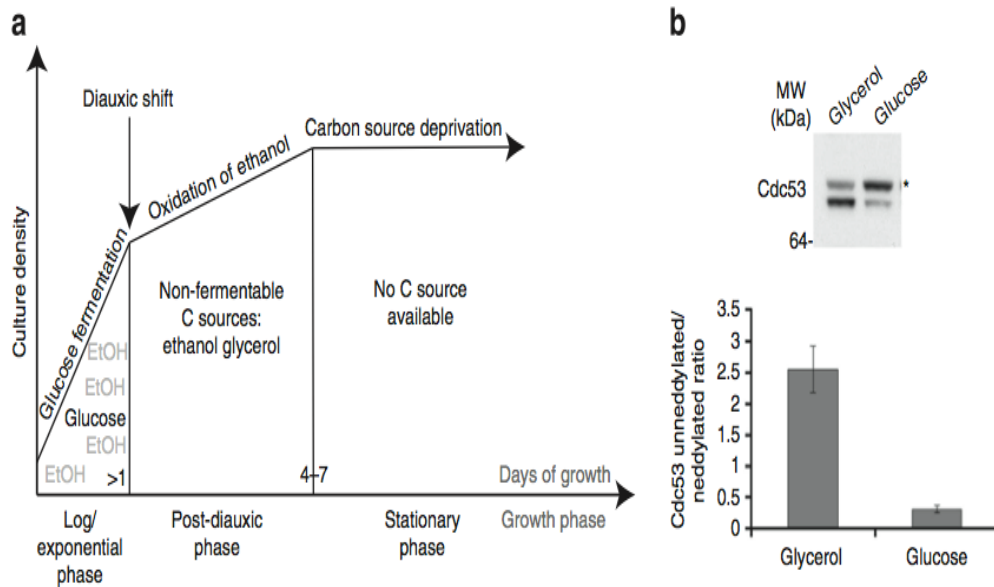 a
Diauxic shift
Carbon source deprivation
Oxidation of ethanol
Glucose fermentation
Culture density
Non-fermentable
C sources:
ethanol glycerol
No C source
available
EtOH
EtOH
Glucose
EtOH
EtOH
>1
4–7
Days of growth
Log/
exponential
phase
Post-diauxic
phase
Stationary
phase
Growth phase
b
MW
(kDa)
Glycerol
Glucose
Cdc53
*
64-
Cdc53 unneddylated/
neddylated ratio
3.5
3
2.5
2
1.5
1
0.5
0
Glycerol
Glucose